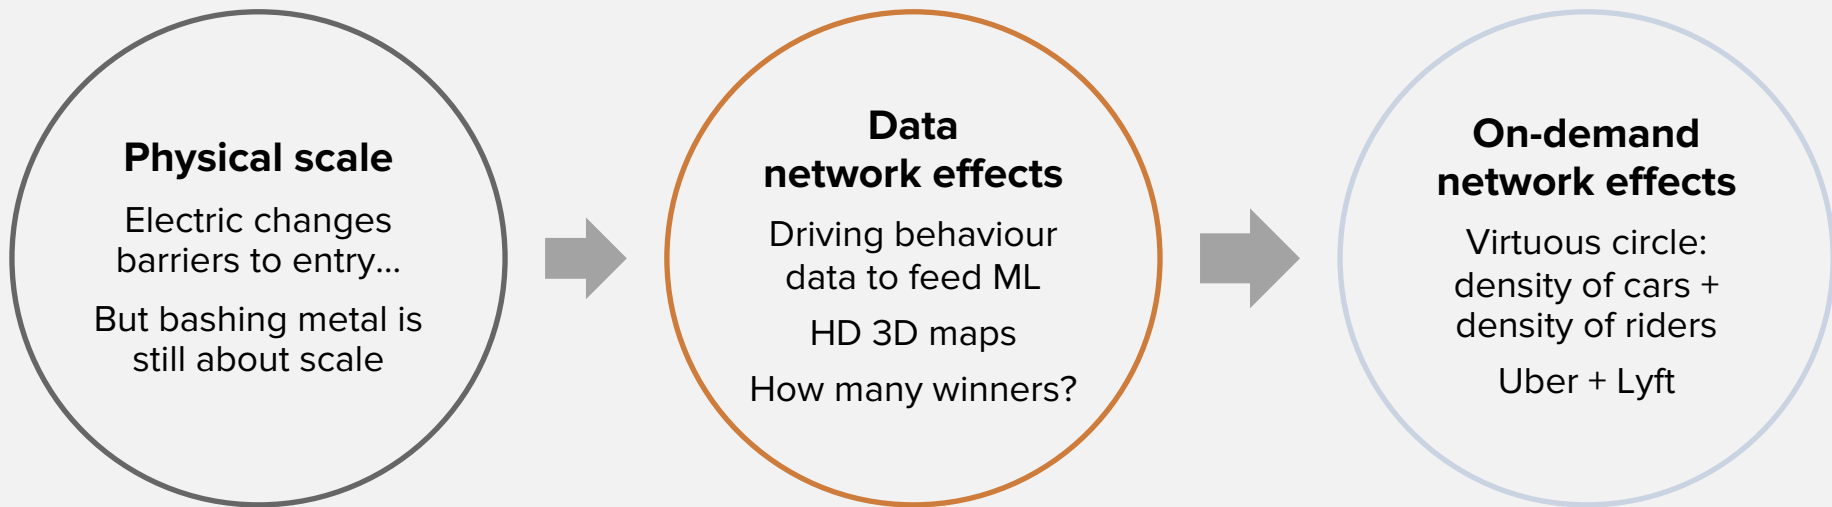 Physical scale
Electric changes
barriers to entry...
But bashing metal is
still about scale
Data
network effects
Driving behaviour
data to feed ML
HD 3D maps
How many winners?
On-demand
network effects
Virtuous circle:
density of cars +
density of riders
Uber + Lyft